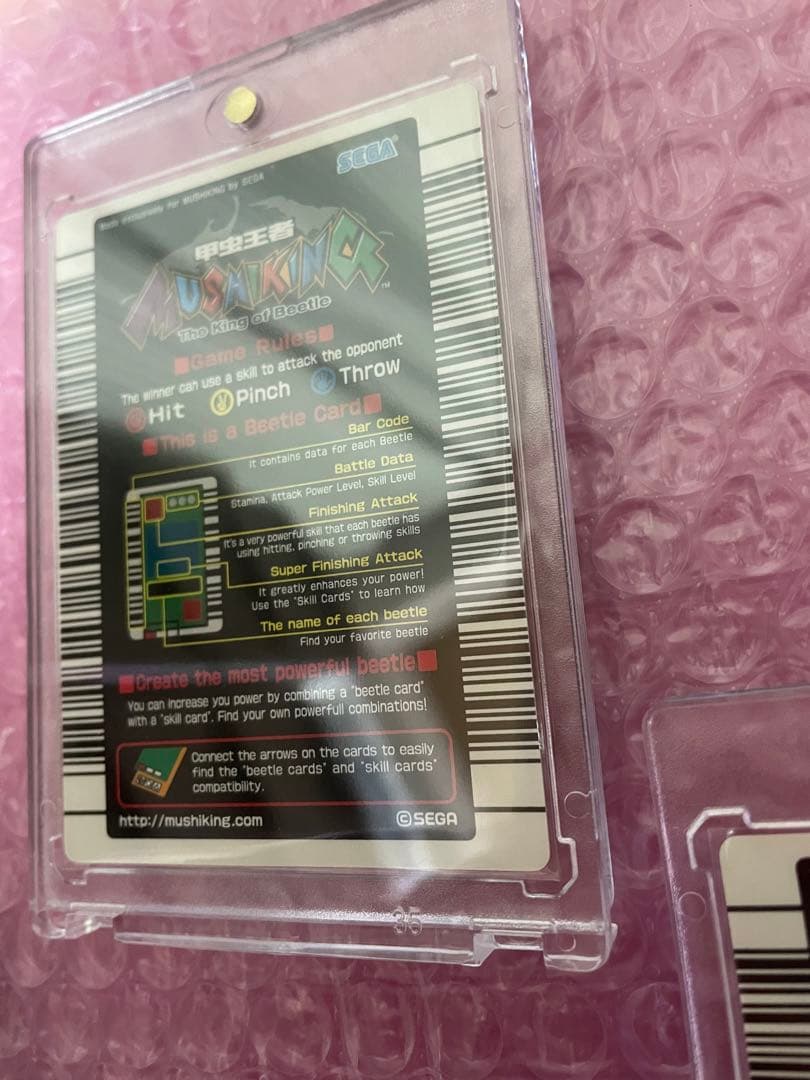 Made exclusively for MUSHIKING by SEGA
SEGA
甲虫王者
MUSHIKING™
The King of Beetle
Game Rules
The winner can use a skill to attack the opponent
Hit Pinch Throw
This is a Beetle Card
Bar Code
It contains data for each Beetle
Battle Data
Stamina, Attack Power Level, Skill Level
Finishing Attack
It's a very powerful skill that each beetle has
using hitting, pinching or throwing skills
Super Finishing Attack
It greatly enhances your power!
Use the "Skill Cards" to learn how
The name of each beetle
Find your favorite beetle
Create the most powerful beetle
You can increase you power by combining a "beetle card"
with a "skill card". Find your own powerfull combinations!
Connect the arrows on the cards to easily
find the "beetle cards" and "skill cards"
compatibility.
http://mushiking.com ©SEGA
35